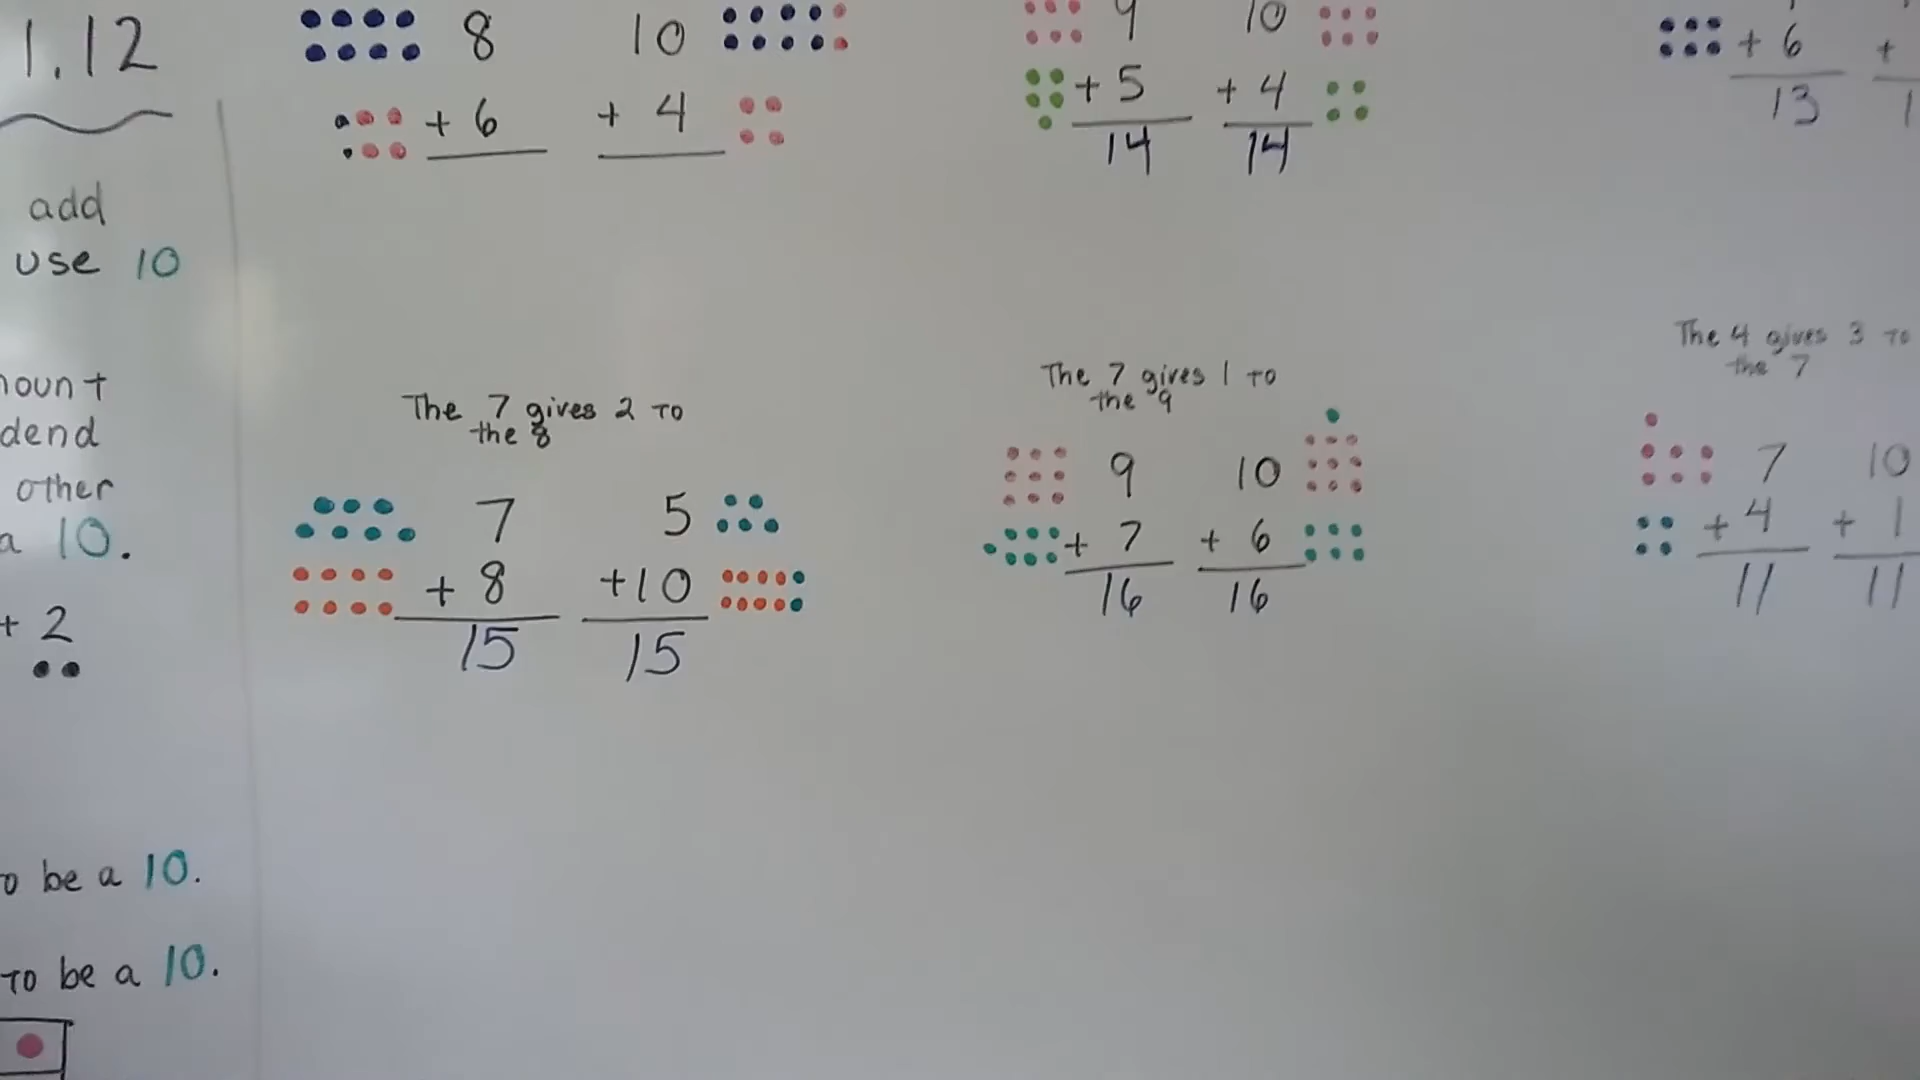 1.12
add
use 10
other
a 10.
+ 2
be a 10.
TO be a 10.
8
+ 6
10
+ 4
9
+ 5
14
10
+ 4
14
+ 6
13
+
1
The 7 gives 2 TO
the 8
7
+ 8
15
5
+10
15
The 7 gives 1 TO
the 9
9
+ 7
16
10
+ 6
16
The 4 gives 3 TO
the 7
7
+ 4
11
10
+ 1
11